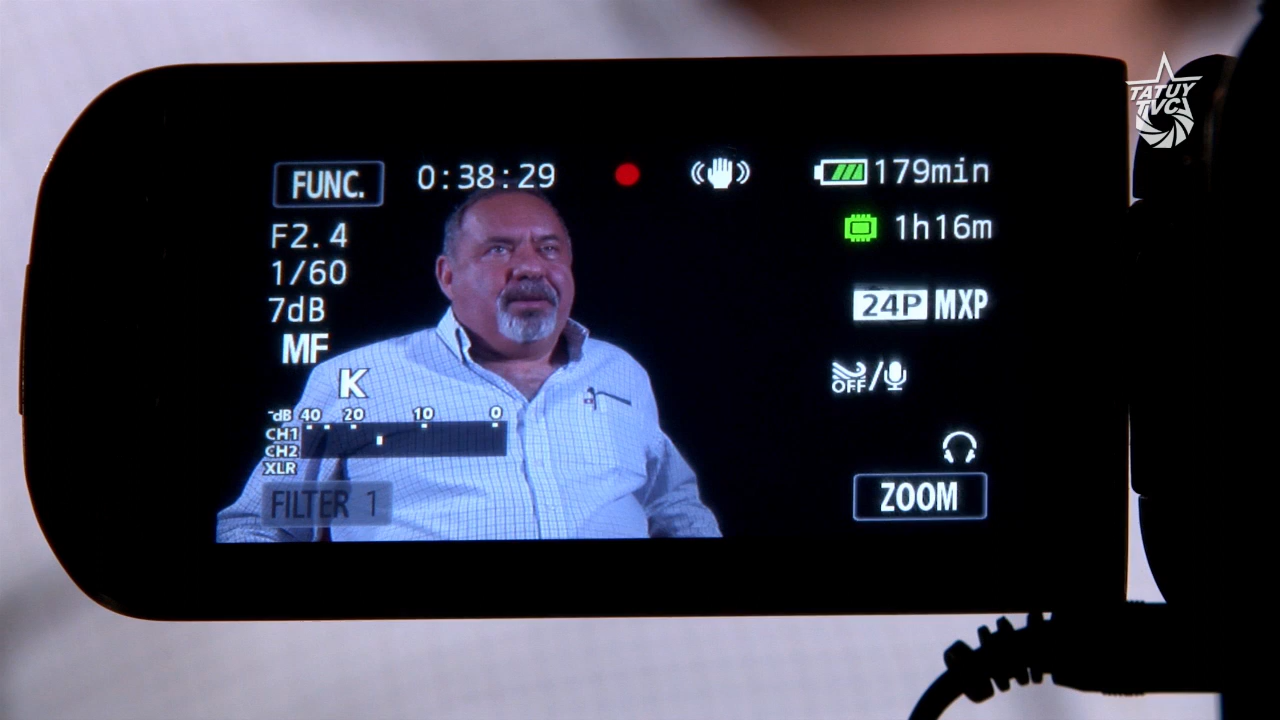 TATUY
TVC
FUNC.
0:38:29
179min
F2.4
1h16m
1/60
7dB
24P MXP
MF
OFF/
K
-dB 40 20 10 0
CH1
CH2
XLR
FILTER 1
ZOOM